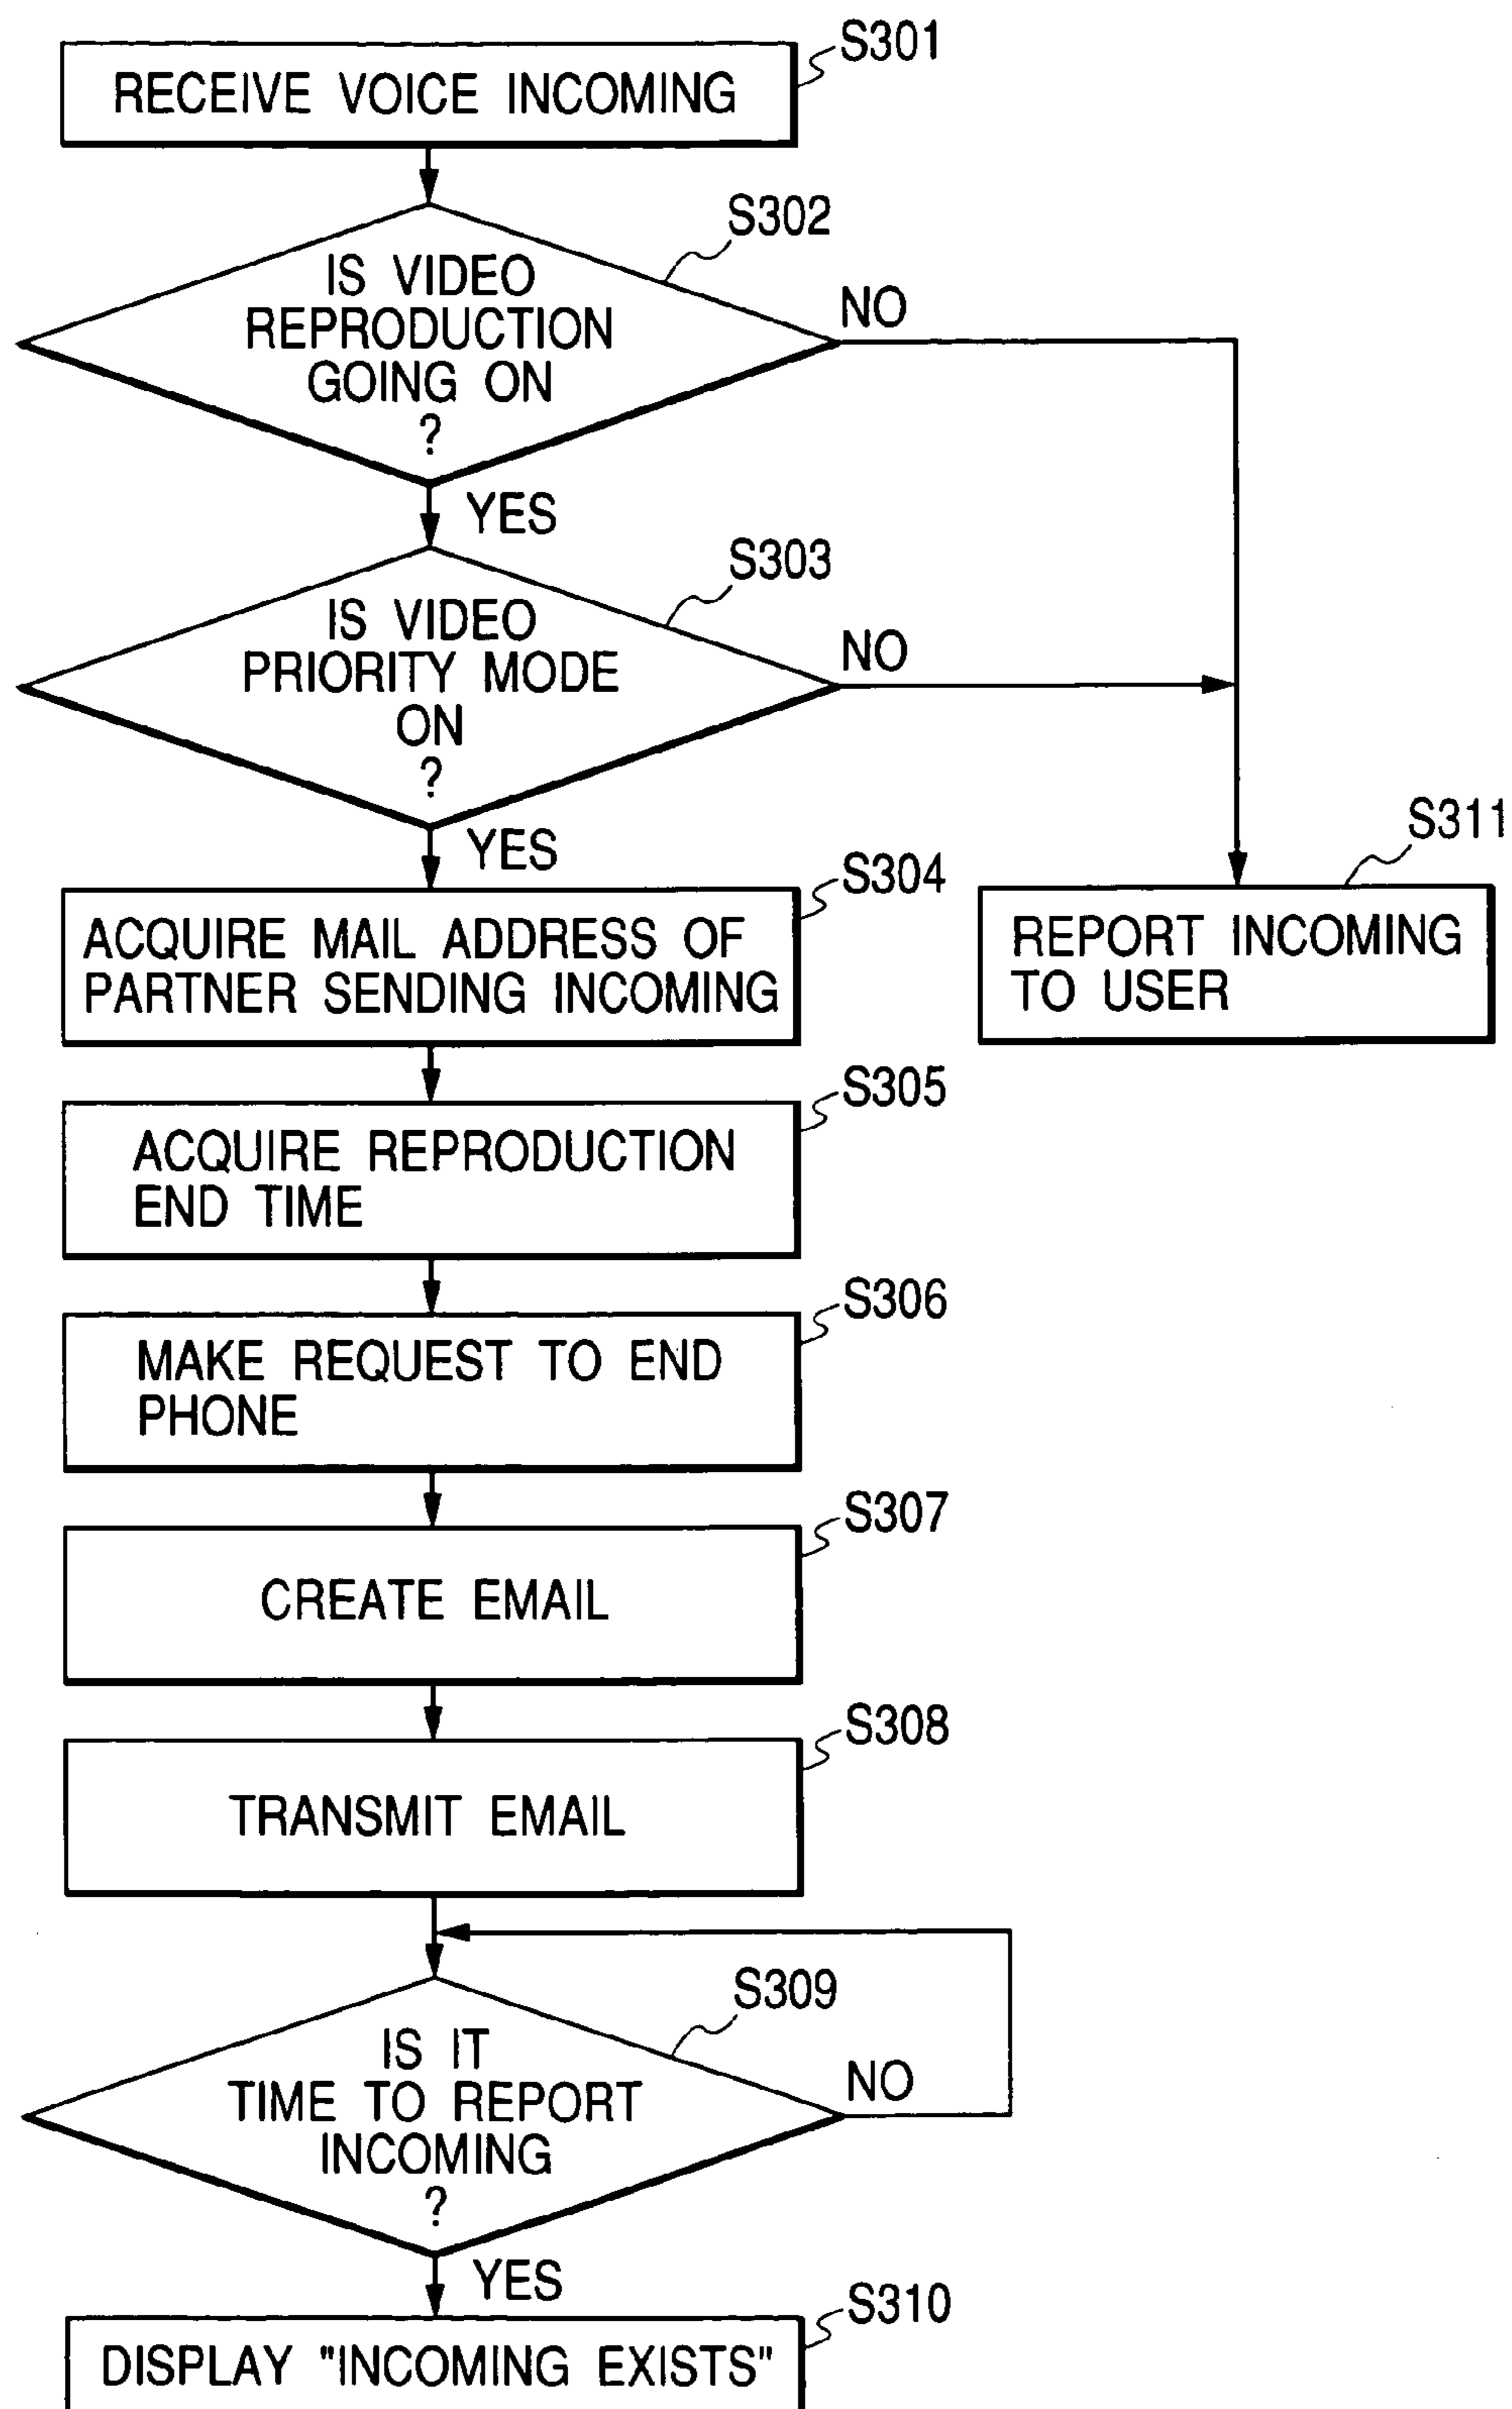 S301
RECEIVE VOICE INCOMING
S302
IS VIDEO
REPRODUCTION
GOING ON
?
NO
YES
S303
IS VIDEO
PRIORITY MODE
ON
?
NO
YES
S304
ACQUIRE MAIL ADDRESS OF
PARTNER SENDING INCOMING
S311
REPORT INCOMING
TO USER
S305
ACQUIRE REPRODUCTION
END TIME
S306
MAKE REQUEST TO END
PHONE
S307
CREATE EMAIL
S308
TRANSMIT EMAIL
S309
IS IT
TIME TO REPORT
INCOMING
?
NO
YES
S310
DISPLAY "INCOMING EXISTS"